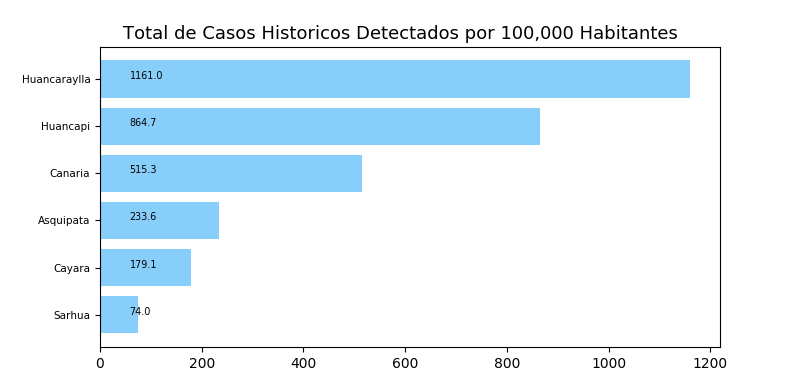 Total de Casos Historicos Detectados por 100,000 Habitantes
Huancaraylla 1161.0
Huancapi 864.7
Canaria 515.3
Asquipata 233.6
Cayara 179.1
Sarhua 74.0
0 200 400 600 800 1000 1200